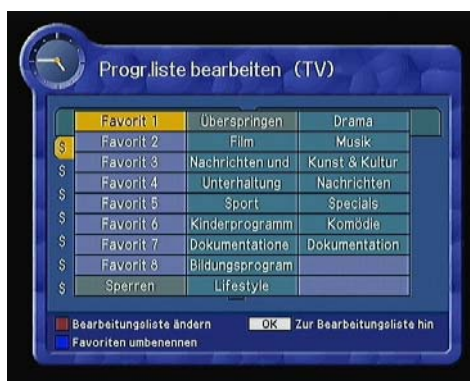 Progr.liste bearbeiten (TV)
Favorit 1 Überspringen Drama
$ Favorit 2 Film Musik
$ Favorit 3 Nachrichten und Kunst & Kultur
$ Favorit 4 Unterhaltung Nachrichten
$ Favorit 5 Sport Specials
$ Favorit 6 Kinderprogramm Komödie
$ Favorit 7 Dokumentatione Dokumentation
$ Favorit 8 Bildungsprogram
$ Sperren Lifestyle
Bearbeitungsliste ändern OK Zur Bearbeitungsliste hin
Favoriten umbenennen